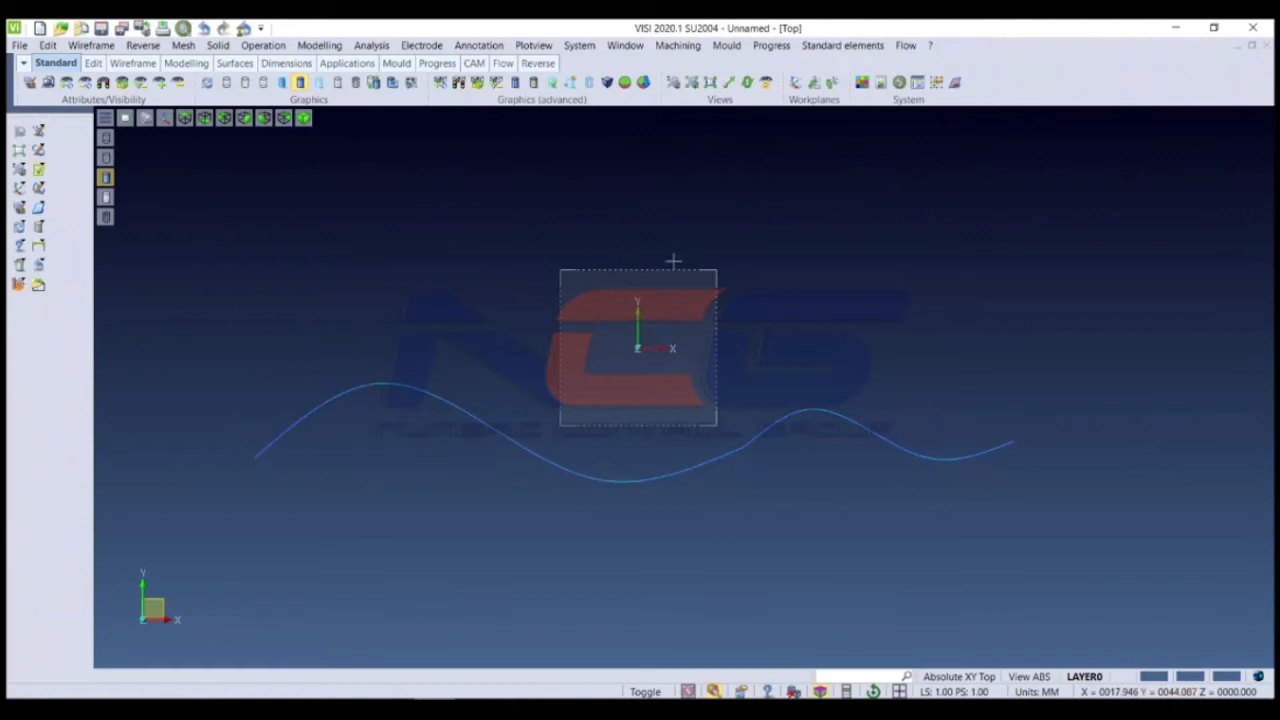 VISI 2020.1 SU2004 - Unnamed - [Top]
File Edit Wireframe Reverse Mesh Solid Operation Modelling Analysis Electrode Annotation Plotview System Window Machining Mould Progress Standard elements Flow ?
Standard Edit Wireframe Modelling Surfaces Dimensions Applications Mould Progress CAM Flow Reverse
Attributes/Visibility Graphics Graphics (advanced) Views Workplanes System
NCG
Y
Z X
Y
Z X
Absolute XY Top View ABS LAYER0
Toggle LS: 1.00 PS: 1.00 Units: MM X = 0017.946 Y = 0044.087 Z = 0000.000